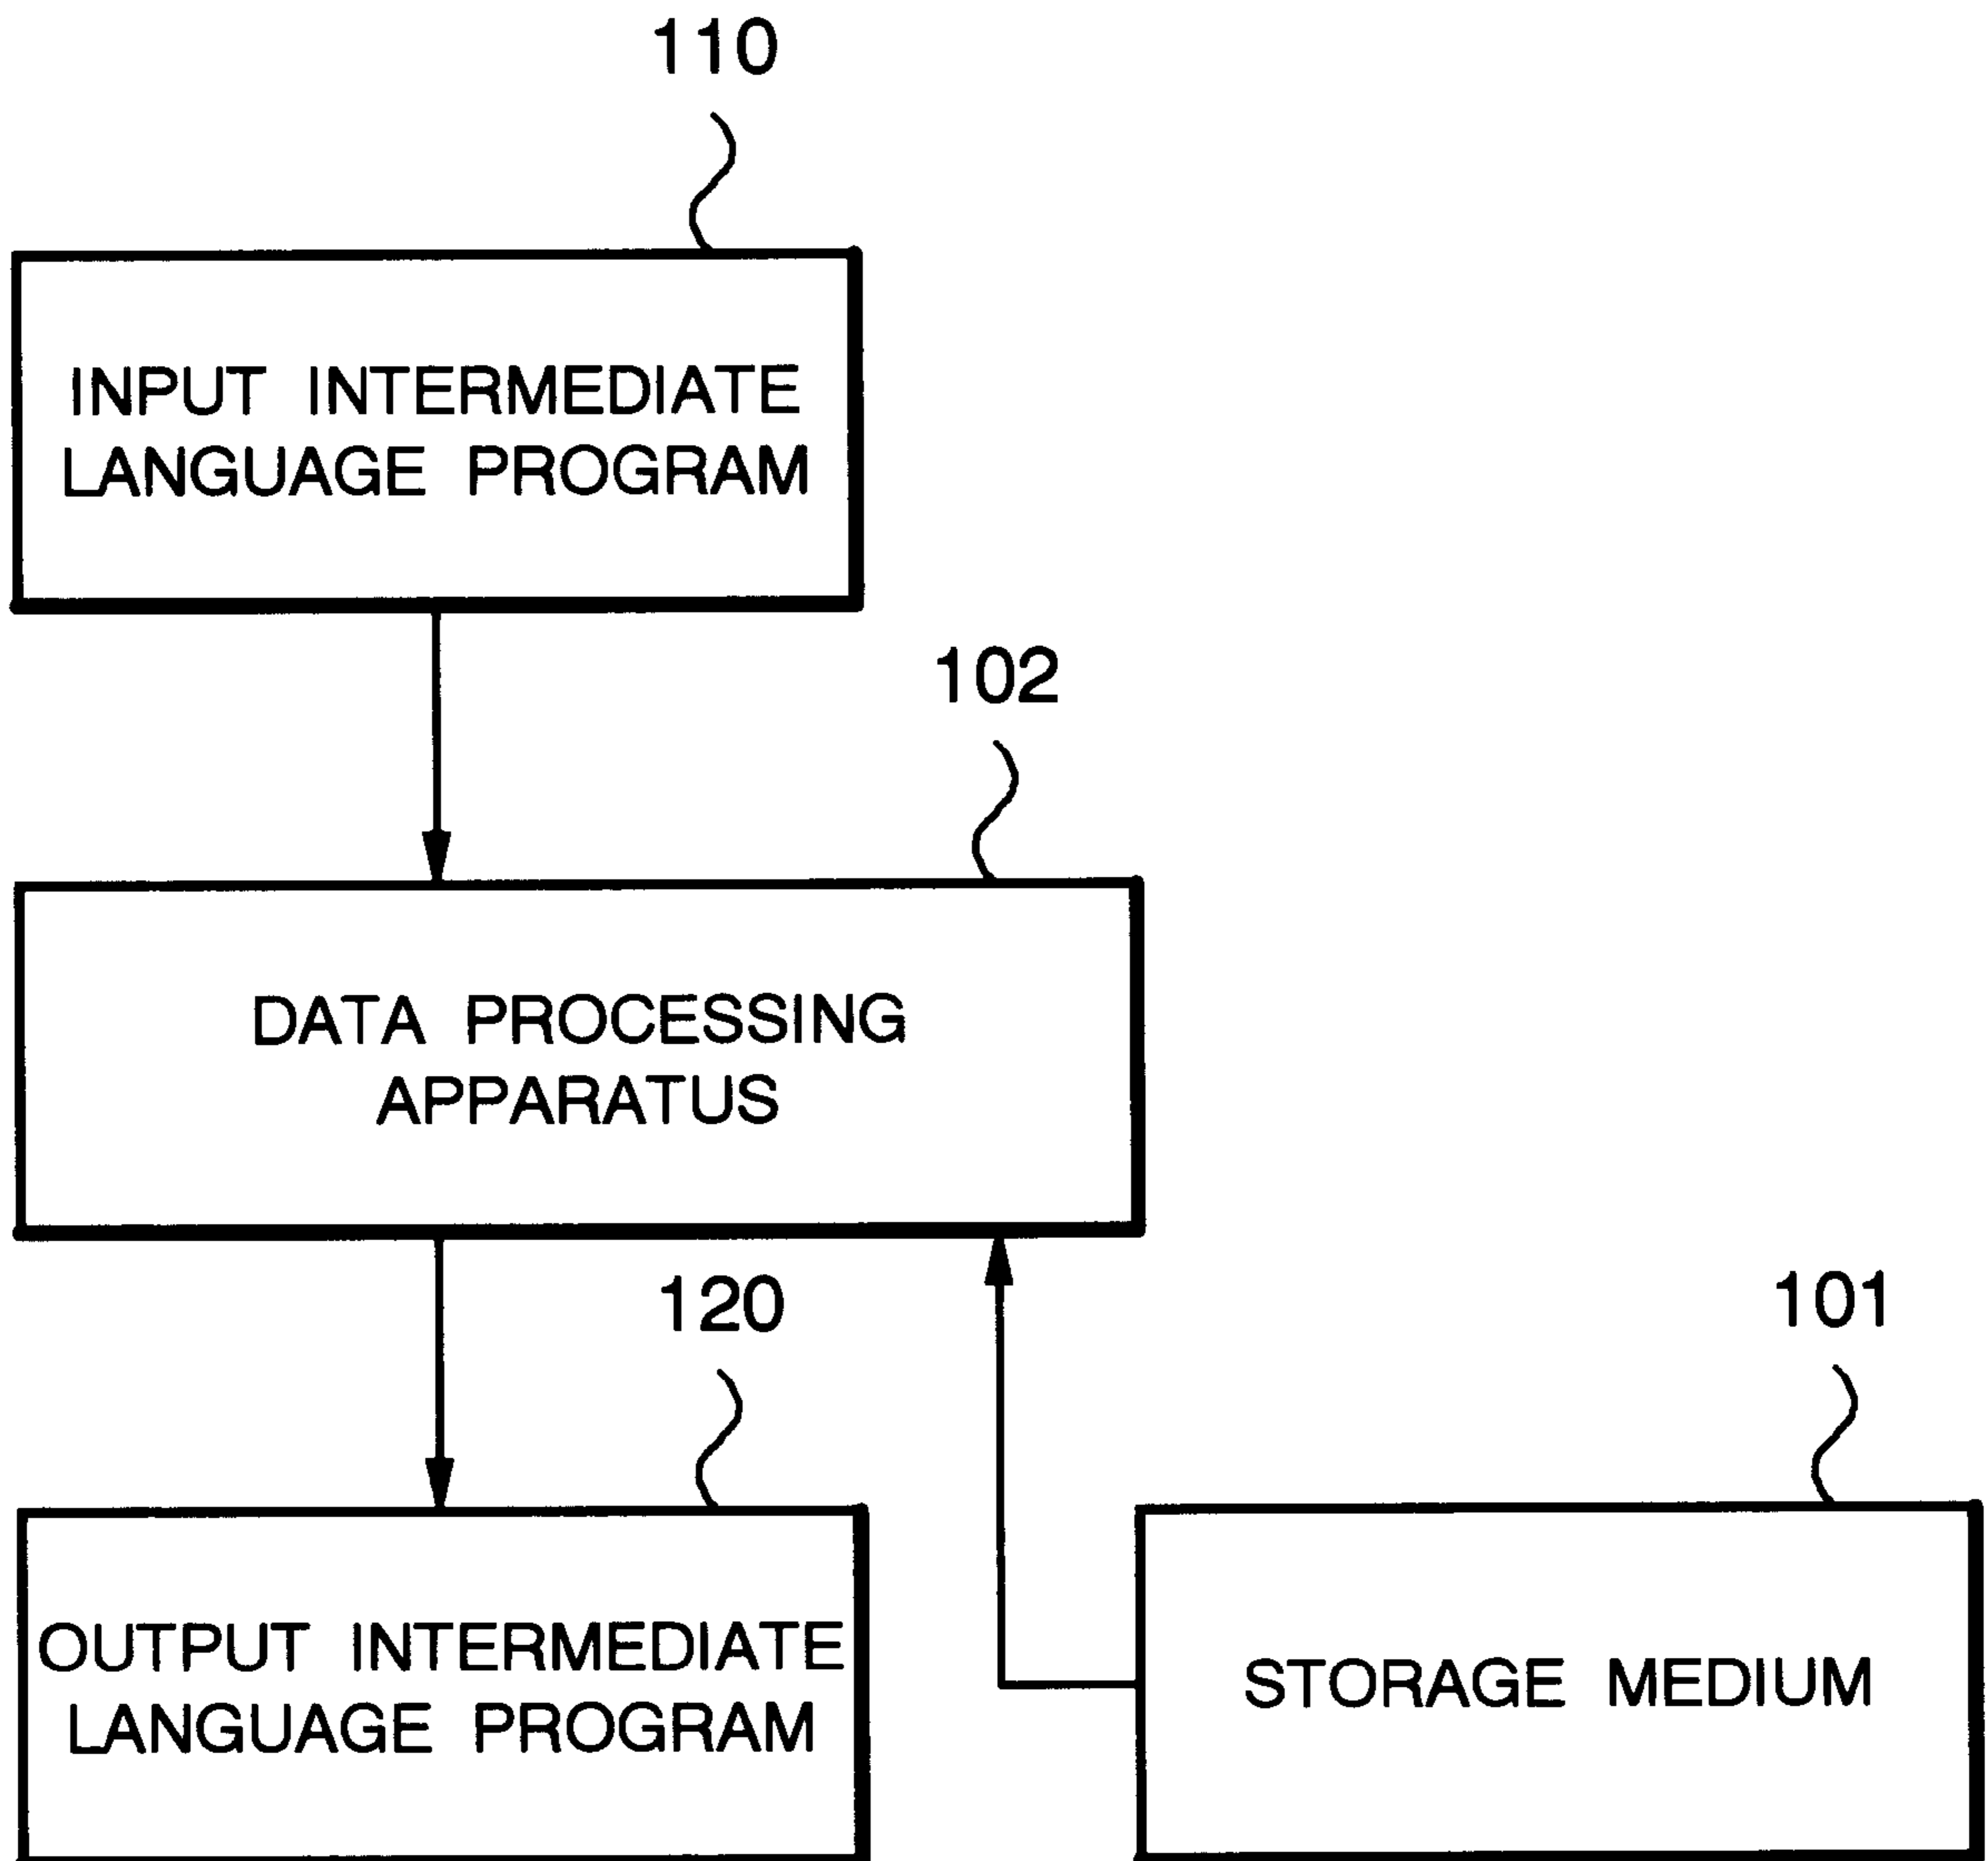 110
INPUT INTERMEDIATE
LANGUAGE PROGRAM
102
DATA PROCESSING
APPARATUS
120
OUTPUT INTERMEDIATE
LANGUAGE PROGRAM
101
STORAGE MEDIUM